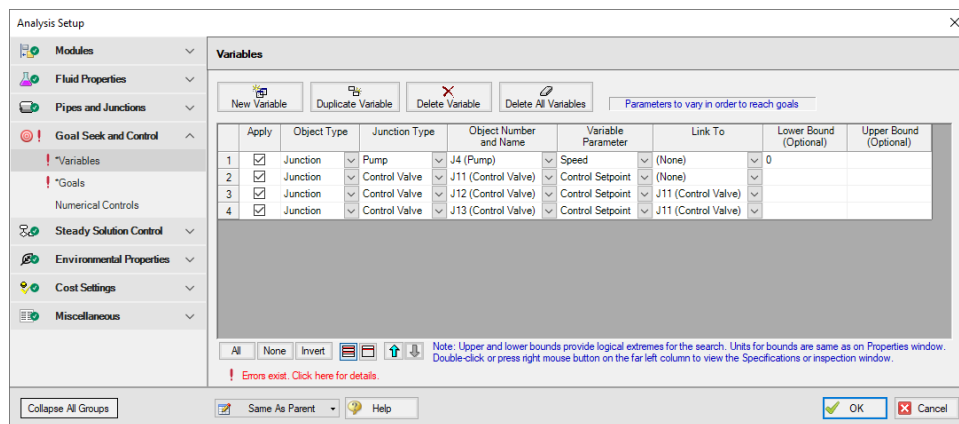 Analysis Setup
Modules
Fluid Properties
Pipes and Junctions
Goal Seek and Control
*Variables
*Goals
Numerical Controls
Steady Solution Control
Environmental Properties
Cost Settings
Miscellaneous
Collapse All Groups
Variables
New Variable Duplicate Variable Delete Variable Delete All Variables Parameters to vary in order to reach goals
Apply Object Type Junction Type Object Number and Name Variable Parameter Link To Lower Bound (Optional) Upper Bound (Optional)
1 Junction Pump J4 (Pump) Speed (None) 0
2 Junction Control Valve J11 (Control Valve) Control Setpoint (None)
3 Junction Control Valve J12 (Control Valve) Control Setpoint J11 (Control Valve)
4 Junction Control Valve J13 (Control Valve) Control Setpoint J11 (Control Valve)
All None Invert
Note: Upper and lower bounds provide logical extremes for the search. Units for bounds are same as on Properties window.
Double-click or press right mouse button on the far left column to view the Specifications or inspection window.
! Errors exist. Click here for details.
Same As Parent Help OK Cancel